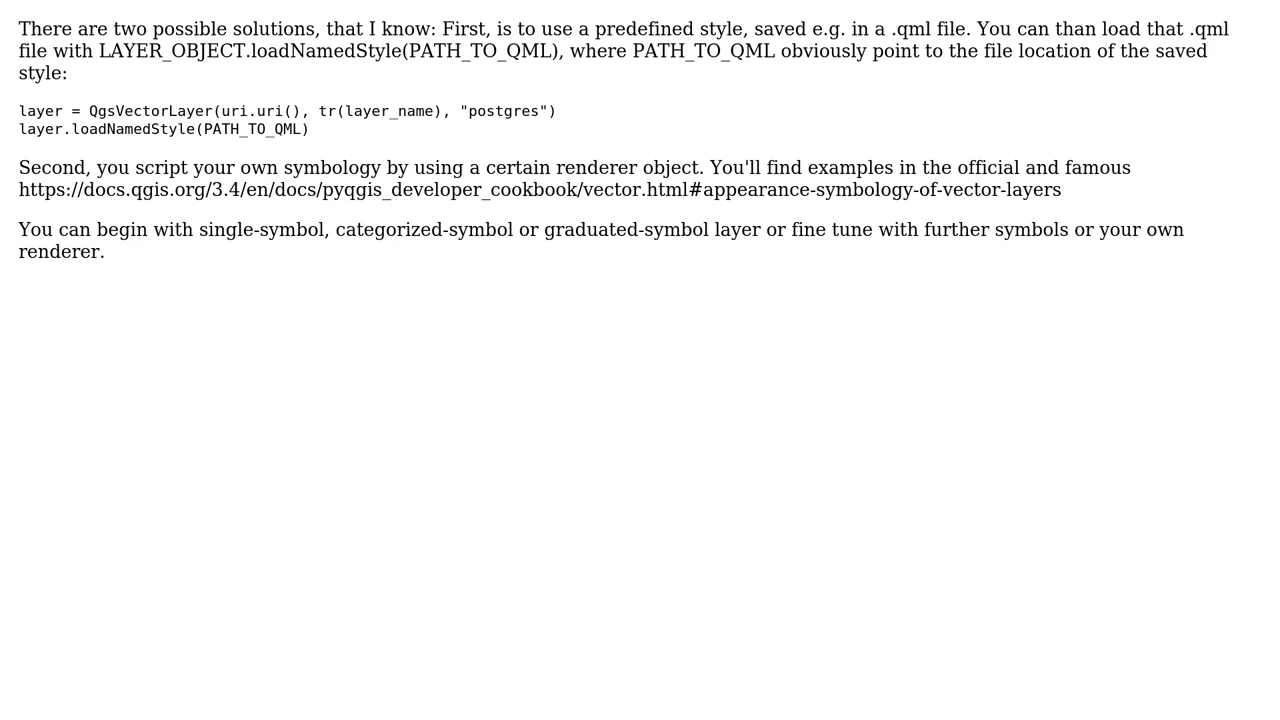 There are two possible solutions, that I know: First, is to use a predefined style, saved e.g. in a .qml file. You can than load that .qml
file with LAYER_OBJECT.loadNamedStyle(PATH_TO_QML), where PATH_TO_QML obviously point to the file location of the saved
style:
layer = QgsVectorLayer(uri.uri(), tr(layer_name), "postgres")
layer.loadNamedStyle(PATH_TO_QML)
Second, you script your own symbology by using a certain renderer object. You'll find examples in the official and famous
https://docs.qgis.org/3.4/en/docs/pyqgis_developer_cookbook/vector.html#appearance-symbology-of-vector-layers
You can begin with single-symbol, categorized-symbol or graduated-symbol layer or fine tune with further symbols or your own
renderer.